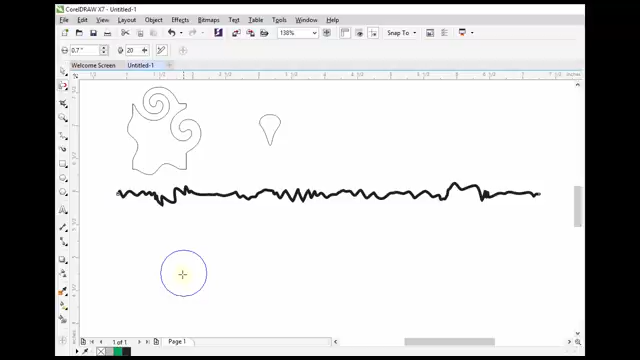 CorelDRAW X7 - Untitled-1
File Edit View Layout Object Effects Bitmaps Text Table Tools Window Help
138% Snap To
0.7 " 20
Welcome Screen Untitled-1
inches
1 of 1 Page 1